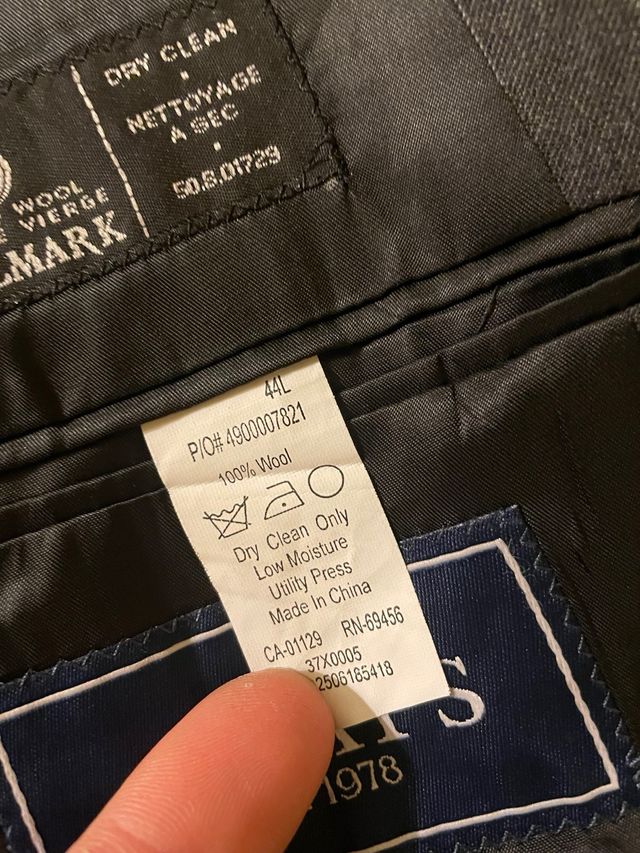 DRY CLEAN
NETTOYAGE
A SEC
50.5.01729
WOOL
VIERGE
44L
P/O# 4900007821
100% Wool
Dry Clean Only
Low Moisture
Utility Press
Made In China
CA-01129 RN-69456
37X0005
2506185418
1978